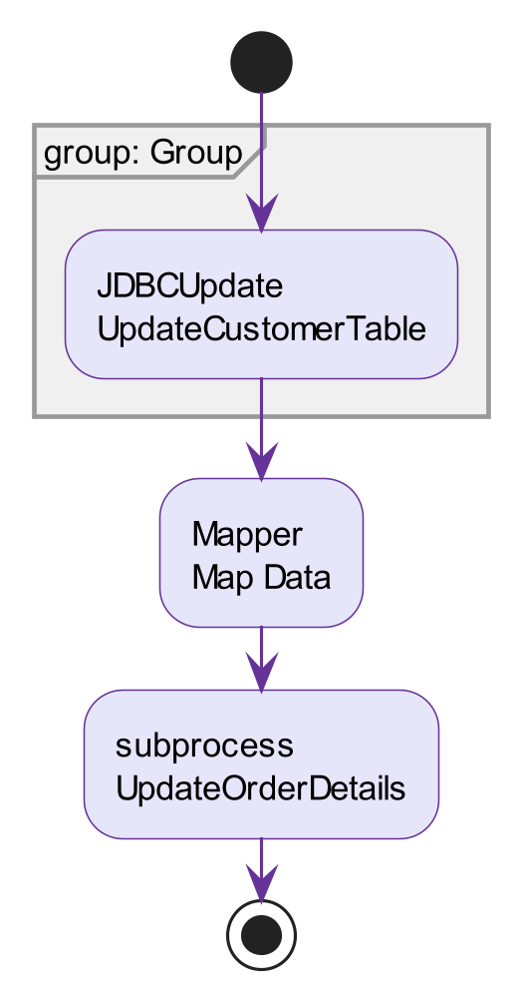 group: Group
JDBCUpdate
UpdateCustomerTable
Mapper
Map Data
subprocess
UpdateOrderDetails